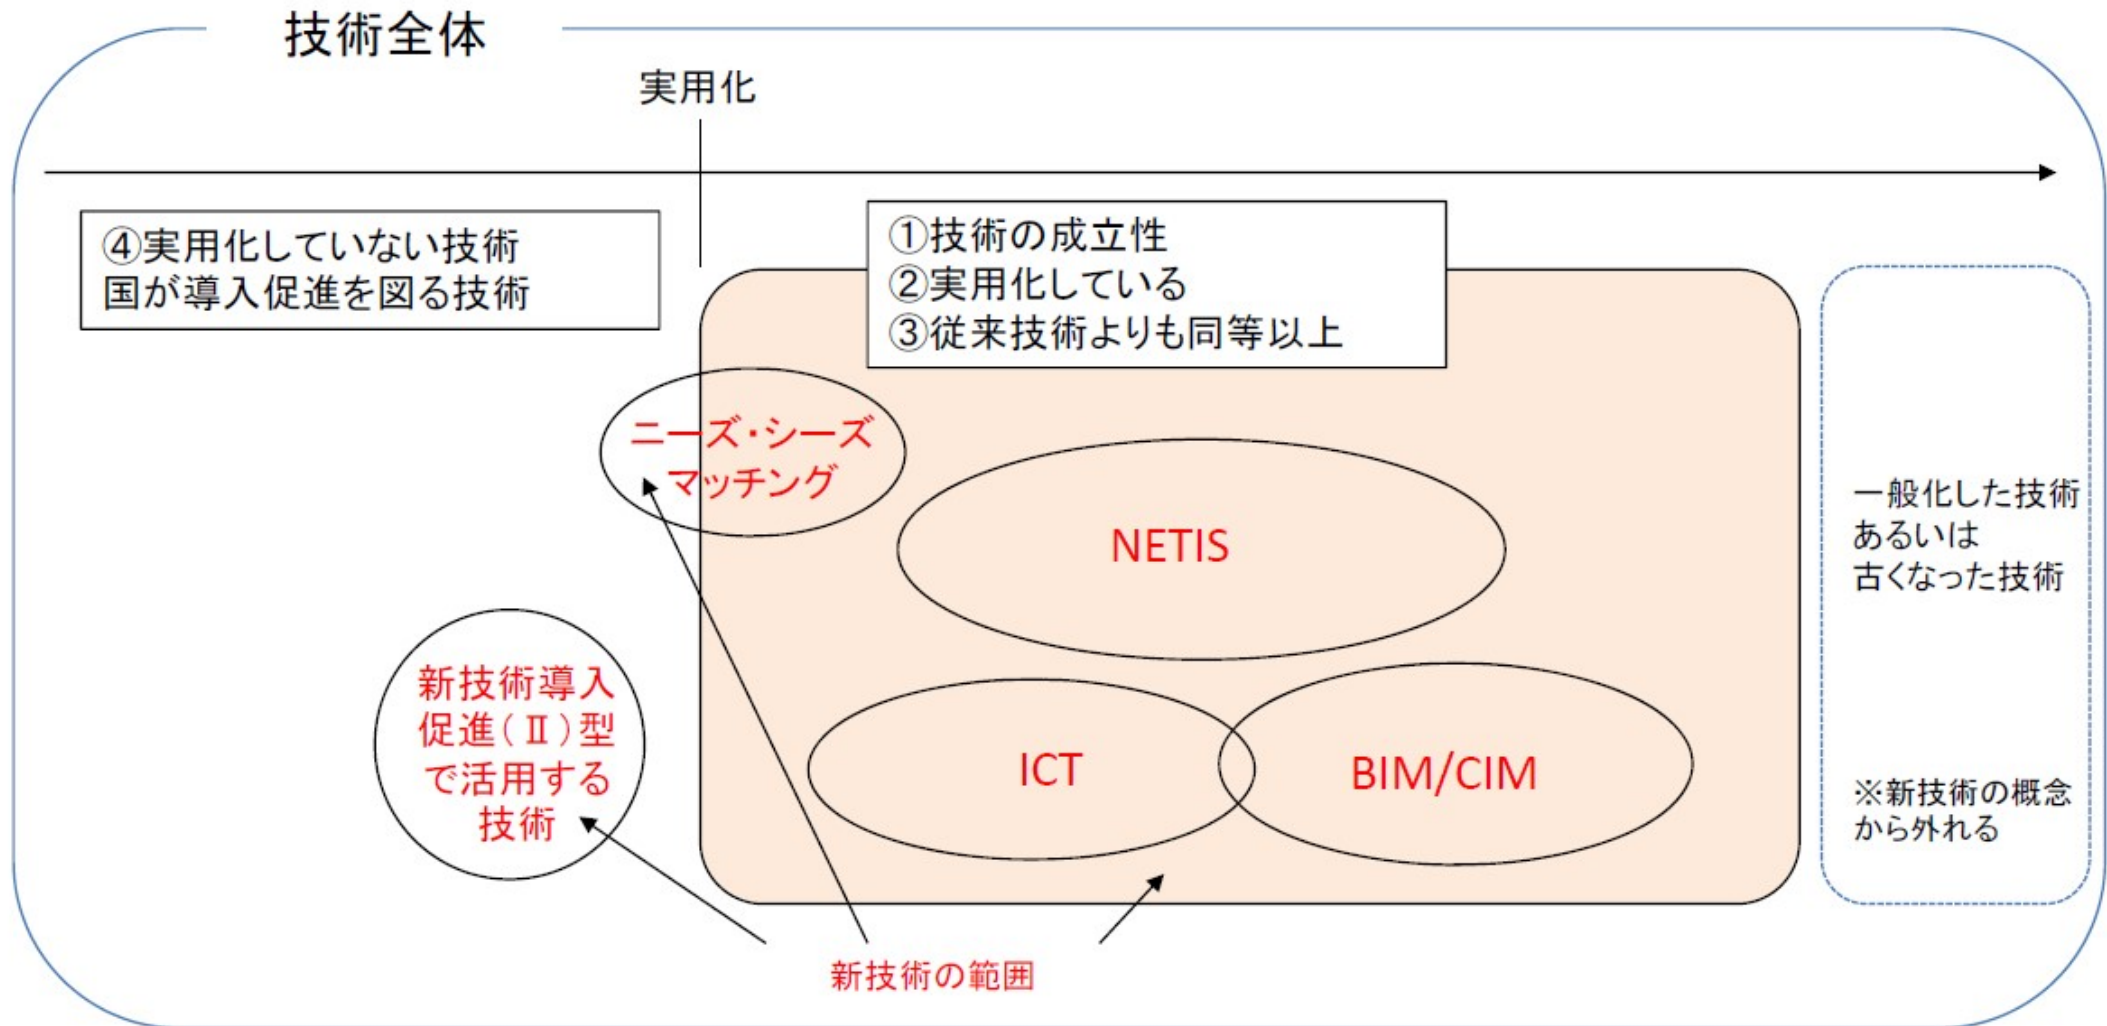 技術全体
実用化
④実用化していない技術
国が導入促進を図る技術
①技術の成立性
②実用化している
③従来技術よりも同等以上
ニーズ・シーズ
マッチング
NETIS
一般化した技術
あるいは
古くなった技術
新技術導入
促進(Ⅱ)型
で活用する
技術
ICT
BIM/CIM
※新技術の概念
から外れる
新技術の範囲